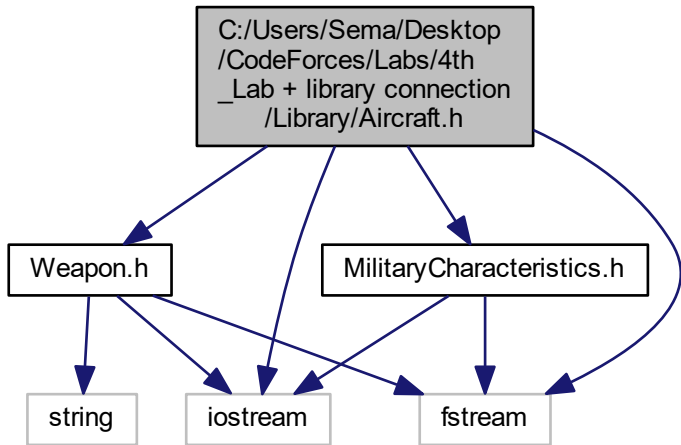 C:/Users/Sema/Desktop
/CodeForces/Labs/4th
_Lab + library connection
/Library/Aircraft.h
Weapon.h
MilitaryCharacteristics.h
string
iostream
fstream